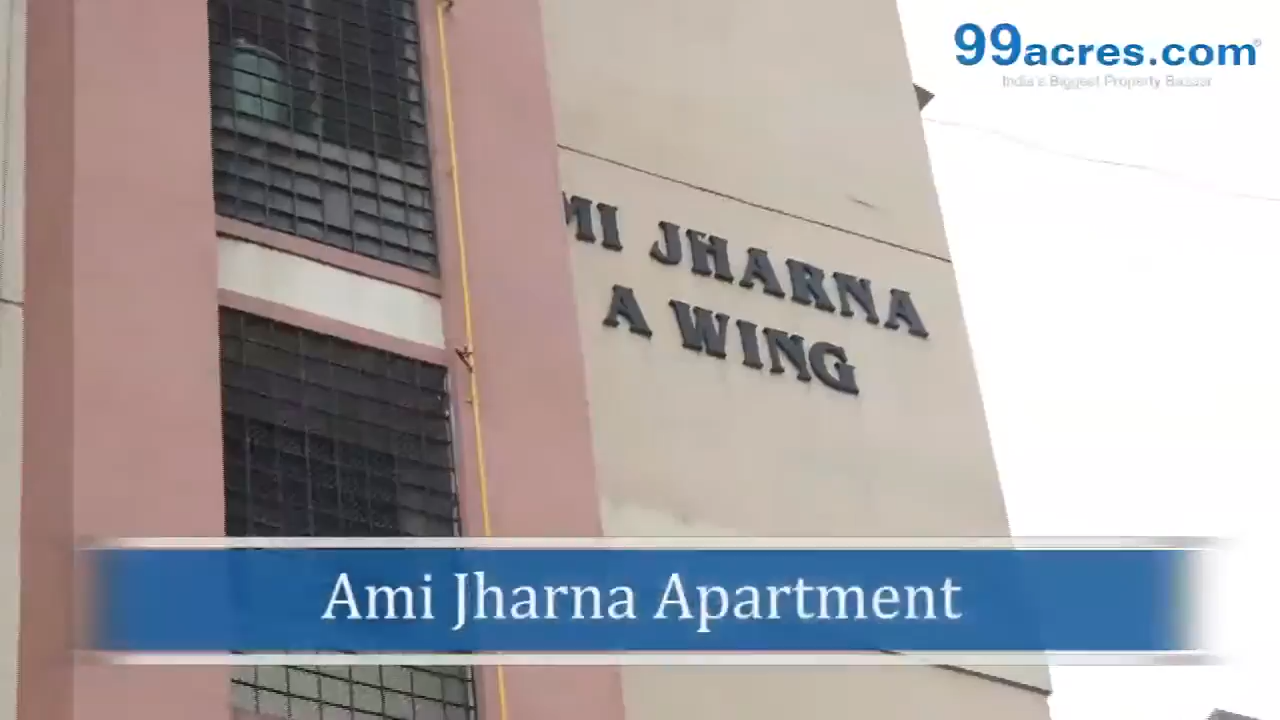 99acres.com
India's Biggest Property Bazaar
MI JHARNA
A WING
Ami Jharna Apartment